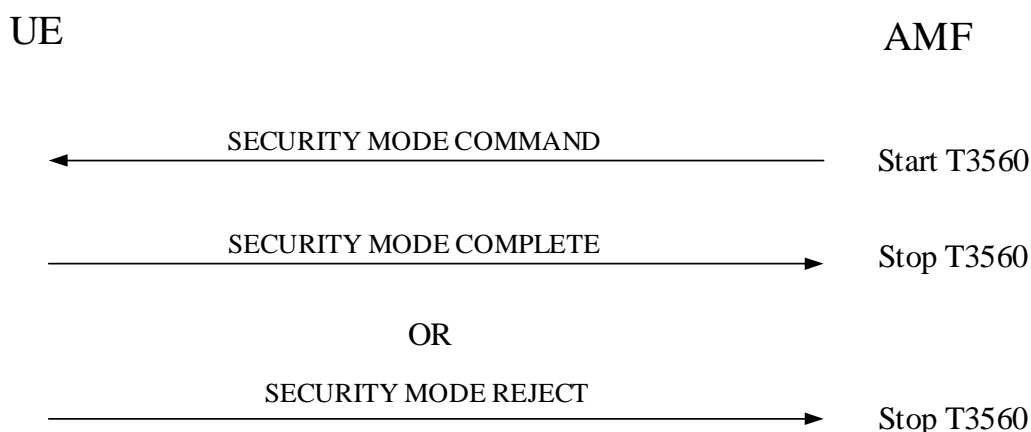 UE
AMF
SECURITY MODE COMMAND
Start T3560
SECURITY MODE COMPLETE
Stop T3560
OR
SECURITY MODE REJECT
Stop T3560